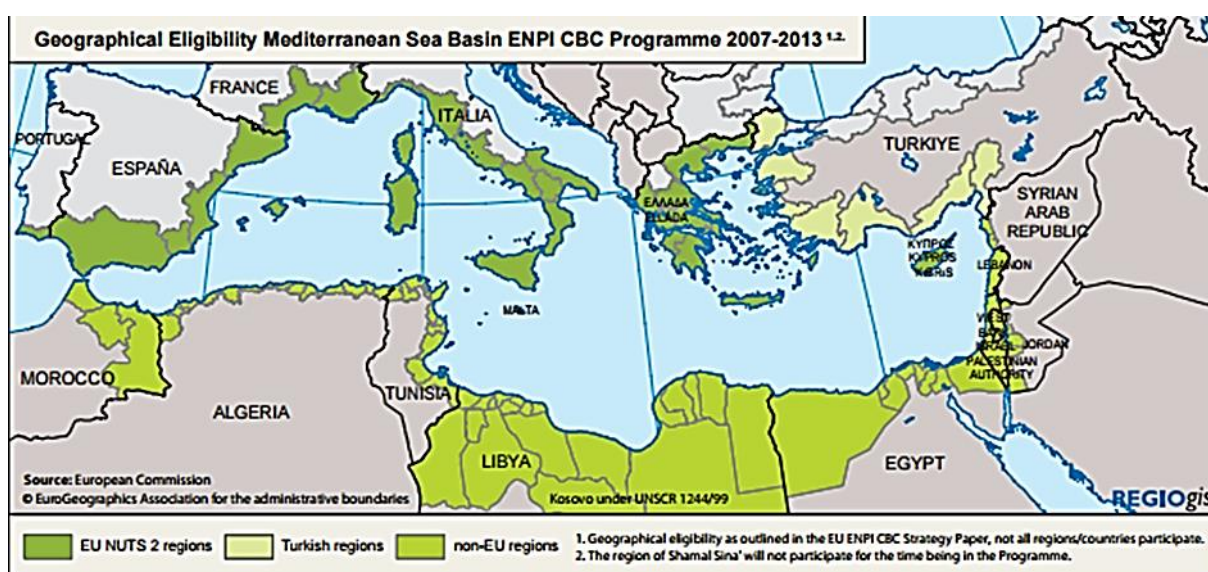 Geographical Eligibility Mediterranean Sea Basin ENPI CBC Programme 2007-2013 1.2.
FRANCE
ITALIA
PORTUGAL
ESPAÑA
TURKIYE
ΕΛΛΑΔΑ
ELLADA
SYRIAN
ARAB
REPUBLIC
ΚΥΠΡΟΣ
KYPROS
KIBRIS
LEBANON
MALTA
WEST
BANK
ISRAEL
JORDAN
PALESTINIAN
AUTHORITY
MOROCCO
TUNISIA
ALGERIA
LIBYA
EGYPT
Source: European Commission
© EuroGeographics Association for the administrative boundaries
Kosovo under UNSCR 1244/99
REGIOgis
EU NUTS 2 regions
Turkish regions
non-EU regions
1. Geographical eligibility as outlined in the EU ENPI CBC Strategy Paper, not all regions/countries participate.
2. The region of Shamal Sina' will not participate for the time being in the Programme.